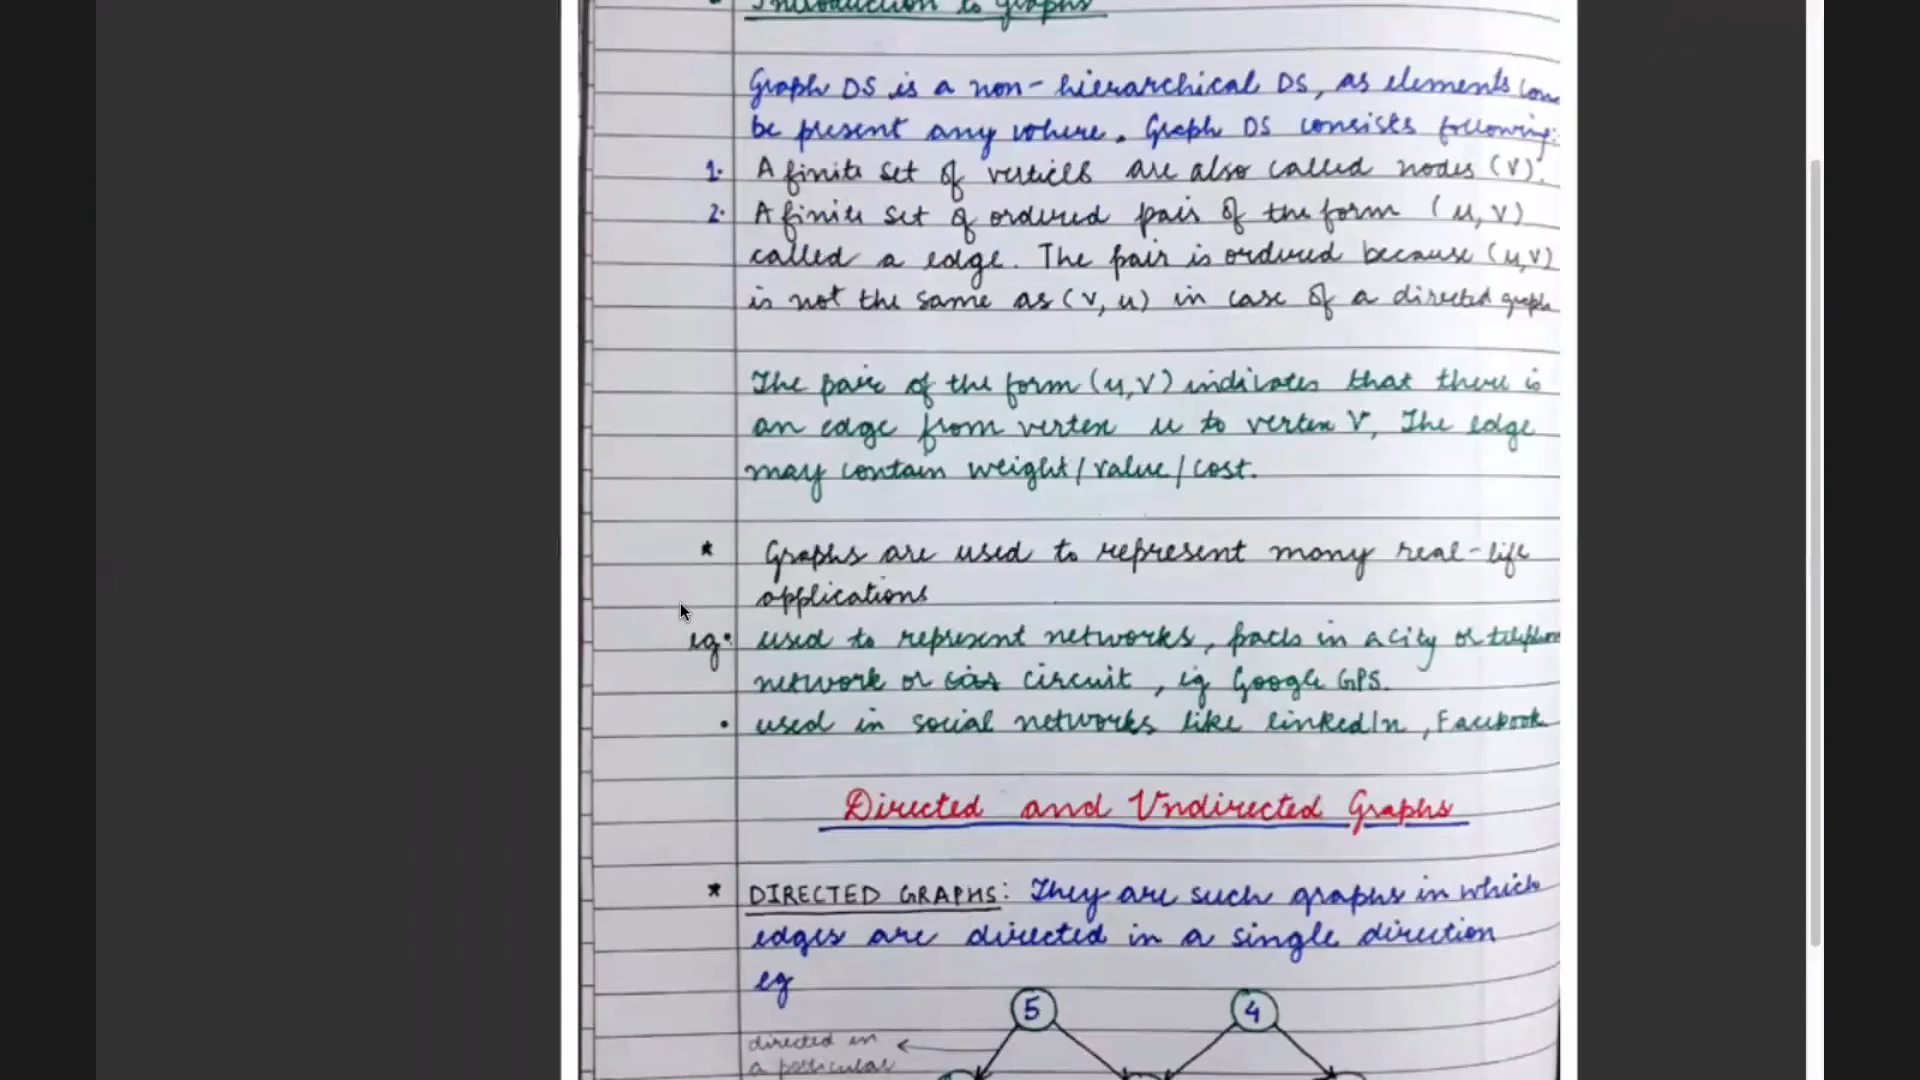 Introduction to Graphs
Graph DS is a non-hierarchical DS, as elements can
be present any where. Graph DS consists following:
1. A finite set of vertices are also called nodes (V).
2. A finite set of ordered pair of the form (u,v)
called a edge. The pair is ordered because (u,v)
is not the same as (v, u) in case of a directed graph
The pair of the form (u,v) indicates that there is
an edge from vertex u to vertex V, The edge
may contain weight/value/cost.
* Graphs are used to represent many real-life
applications
eg. used to represent networks, in a city or telephone
network or circuit, eg Google GPS.
• used in social networks like linkedIn, Facebook
Directed and Undirected Graphs
* DIRECTED GRAPHS: They are such graphs in which
edges are directed in a single direction
eg
5 4
directed in
a particular